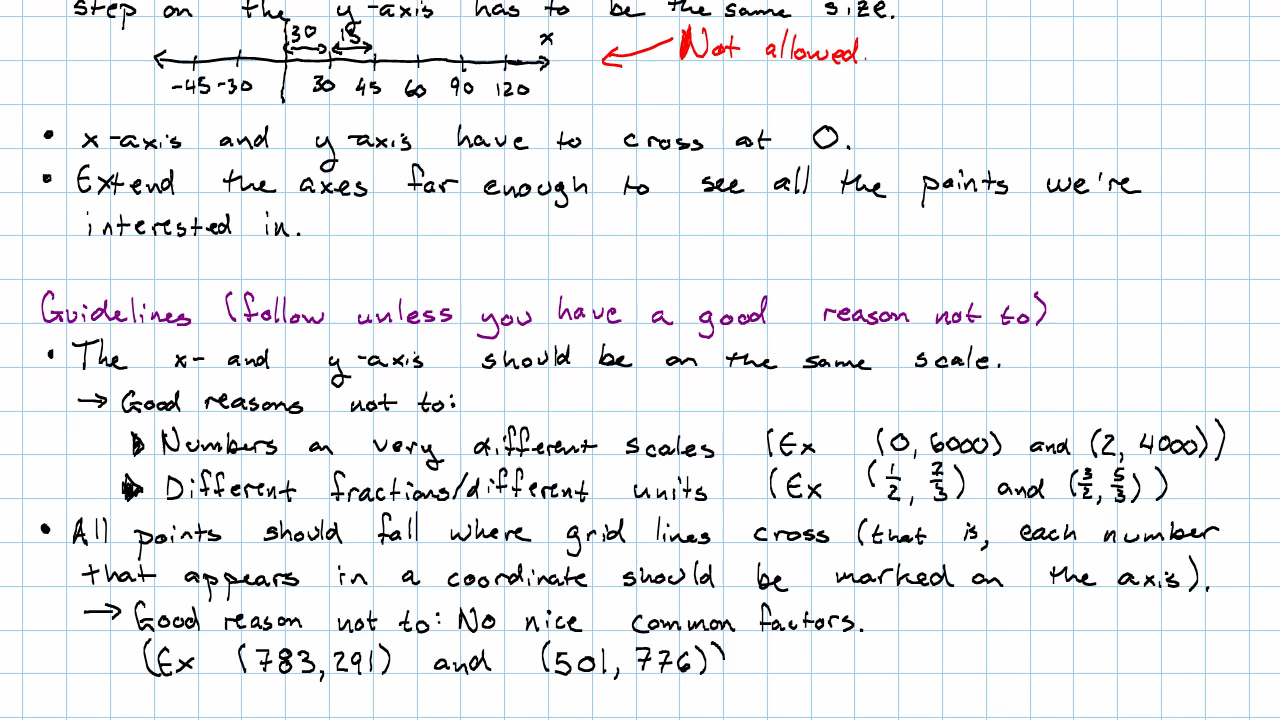 step on the y-axis has to be the same size.
30 15 x
Not allowed.
-45 -30 30 45 60 90 120
• x-axis and y-axis have to cross at 0.
• Extend the axes far enough to see all the points we're
interested in.
Guidelines (follow unless you have a good reason not to)
• The x- and y-axis should be on the same scale.
→ Good reasons not to:
Numbers on very different scales (Ex (0, 6000) and (2, 4000))
Different fractions/different units (Ex (1/2, 2/3) and (3/2, 5/3))
• All points should fall where grid lines cross (that is, each number
that appears in a coordinate should be marked on the axis).
→ Good reason not to: No nice common factors.
(Ex (783, 291) and (501, 776))